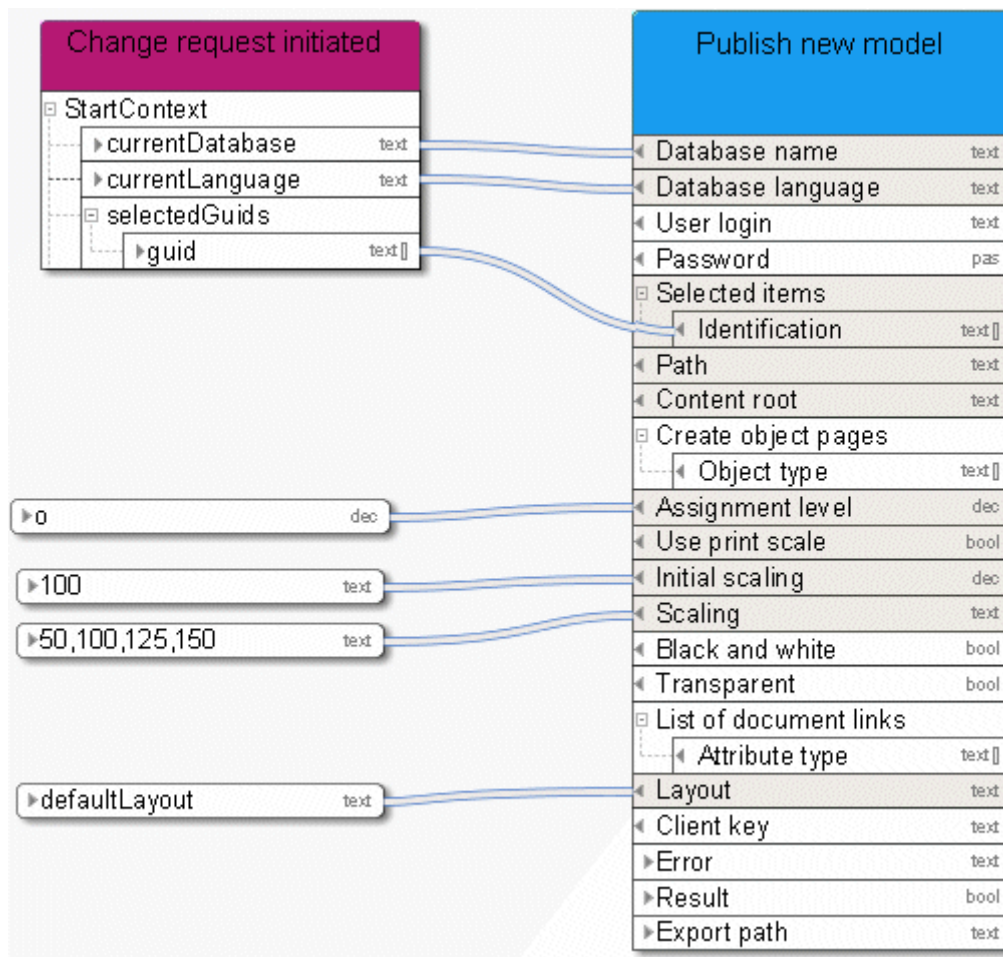 Change request initiated
StartContext
currentDatabase text
currentLanguage text
selectedGuids
guid text[]
0 dec
100 text
50,100,125,150 text
defaultLayout text
Publish new model
Database name text
Database language text
User login text
Password pas
Selected items
Identification text[]
Path text
Content root text
Create object pages
Object type text[]
Assignment level dec
Use print scale bool
Initial scaling dec
Scaling text
Black and white bool
Transparent bool
List of document links
Attribute type text[]
Layout text
Client key text
Error text
Result bool
Export path text